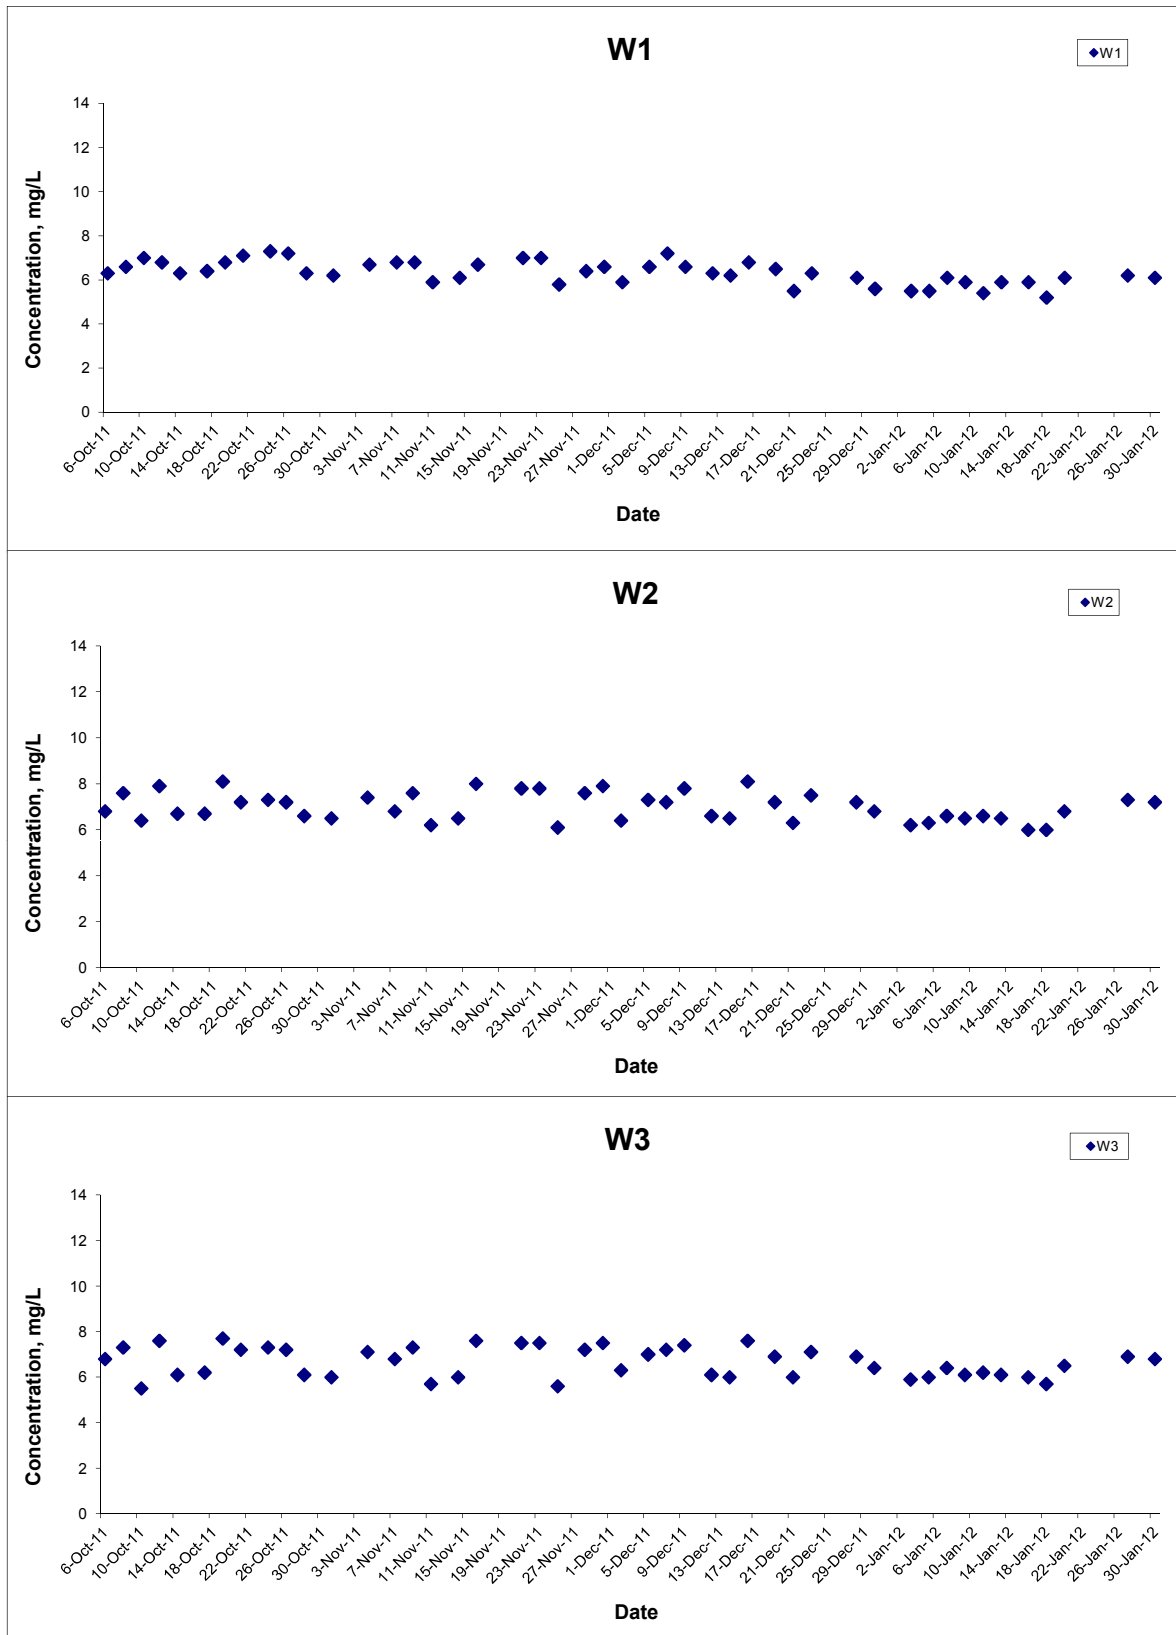 W1
W1
14
12
10
8
6
4
2
0
Concentration, mg/L
6-Oct-11
10-Oct-11
14-Oct-11
18-Oct-11
22-Oct-11
26-Oct-11
30-Oct-11
3-Nov-11
7-Nov-11
11-Nov-11
15-Nov-11
19-Nov-11
23-Nov-11
27-Nov-11
1-Dec-11
5-Dec-11
9-Dec-11
13-Dec-11
17-Dec-11
21-Dec-11
25-Dec-11
29-Dec-11
2-Jan-12
6-Jan-12
10-Jan-12
14-Jan-12
18-Jan-12
22-Jan-12
26-Jan-12
30-Jan-12
Date
W2
W2
14
12
10
8
6
4
2
0
Concentration, mg/L
6-Oct-11
10-Oct-11
14-Oct-11
18-Oct-11
22-Oct-11
26-Oct-11
30-Oct-11
3-Nov-11
7-Nov-11
11-Nov-11
15-Nov-11
19-Nov-11
23-Nov-11
27-Nov-11
1-Dec-11
5-Dec-11
9-Dec-11
13-Dec-11
17-Dec-11
21-Dec-11
25-Dec-11
29-Dec-11
2-Jan-12
6-Jan-12
10-Jan-12
14-Jan-12
18-Jan-12
22-Jan-12
26-Jan-12
30-Jan-12
Date
W3
W3
14
12
10
8
6
4
2
0
Concentration, mg/L
6-Oct-11
10-Oct-11
14-Oct-11
18-Oct-11
22-Oct-11
26-Oct-11
30-Oct-11
3-Nov-11
7-Nov-11
11-Nov-11
15-Nov-11
19-Nov-11
23-Nov-11
27-Nov-11
1-Dec-11
5-Dec-11
9-Dec-11
13-Dec-11
17-Dec-11
21-Dec-11
25-Dec-11
29-Dec-11
2-Jan-12
6-Jan-12
10-Jan-12
14-Jan-12
18-Jan-12
22-Jan-12
26-Jan-12
30-Jan-12
Date